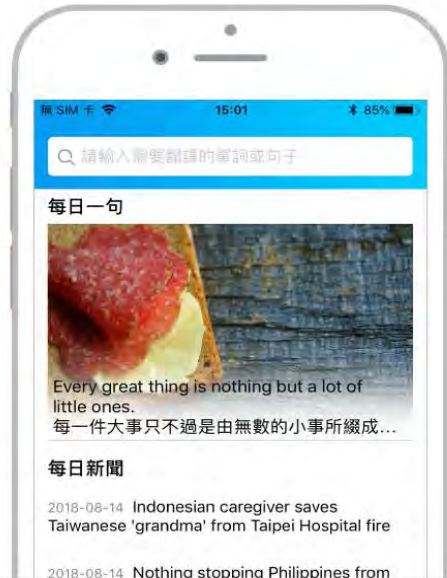 無 SIM 卡 15:01 85%
請輸入需要翻譯的單詞或句子
每日一句
Every great thing is nothing but a lot of
little ones.
每一件大事只不過是由無數的小事所綴成...
每日新聞
2018-08-14 Indonesian caregiver saves
Taiwanese 'grandma' from Taipei Hospital fire
2018-08-14 Nothing stopping Philippines from